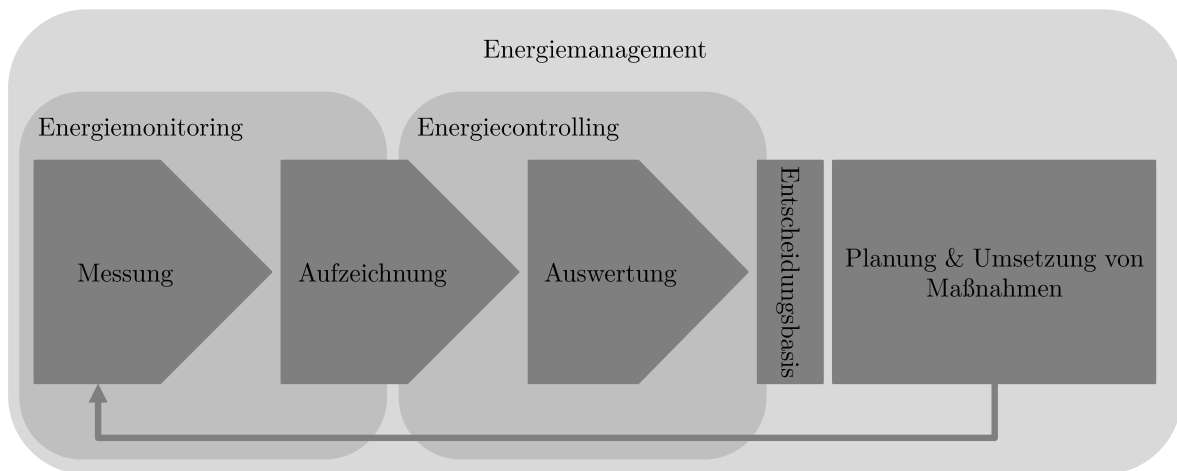 Energiemanagement
Energiemonitoring
Energiecontrolling
Messung
Aufzeichnung
Auswertung
Entscheidungsbasis
Planung & Umsetzung von
Maßnahmen